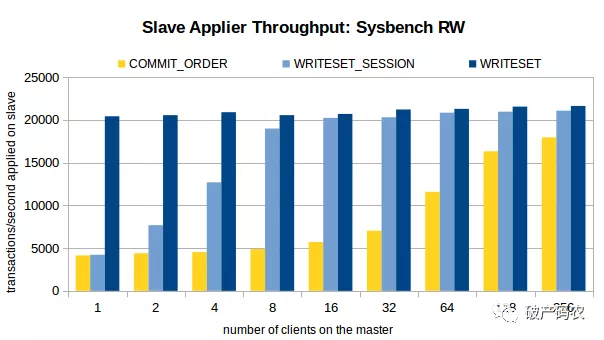 Slave Applier Throughput: Sysbench RW
COMMIT_ORDER WRITESET_SESSION WRITESET
transactions/second applied on slave
25000
20000
15000
10000
5000
0
1 2 4 8 16 32 64
number of clients on the master
破产码农